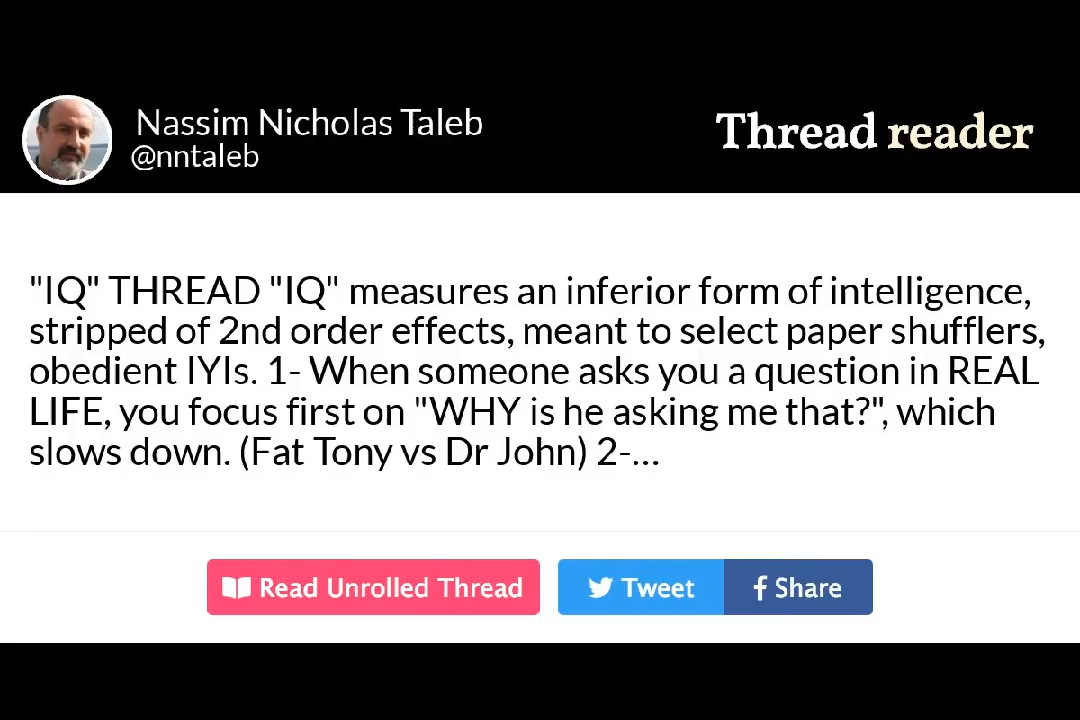 Nassim Nicholas Taleb
@nntaleb
Thread reader
"IQ" THREAD "IQ" measures an inferior form of intelligence,
stripped of 2nd order effects, meant to select paper shufflers,
obedient IYIs. 1- When someone asks you a question in REAL
LIFE, you focus first on "WHY is he asking me that?", which
slows down. (Fat Tony vs Dr John) 2-...
Read Unrolled Thread
Tweet
Share